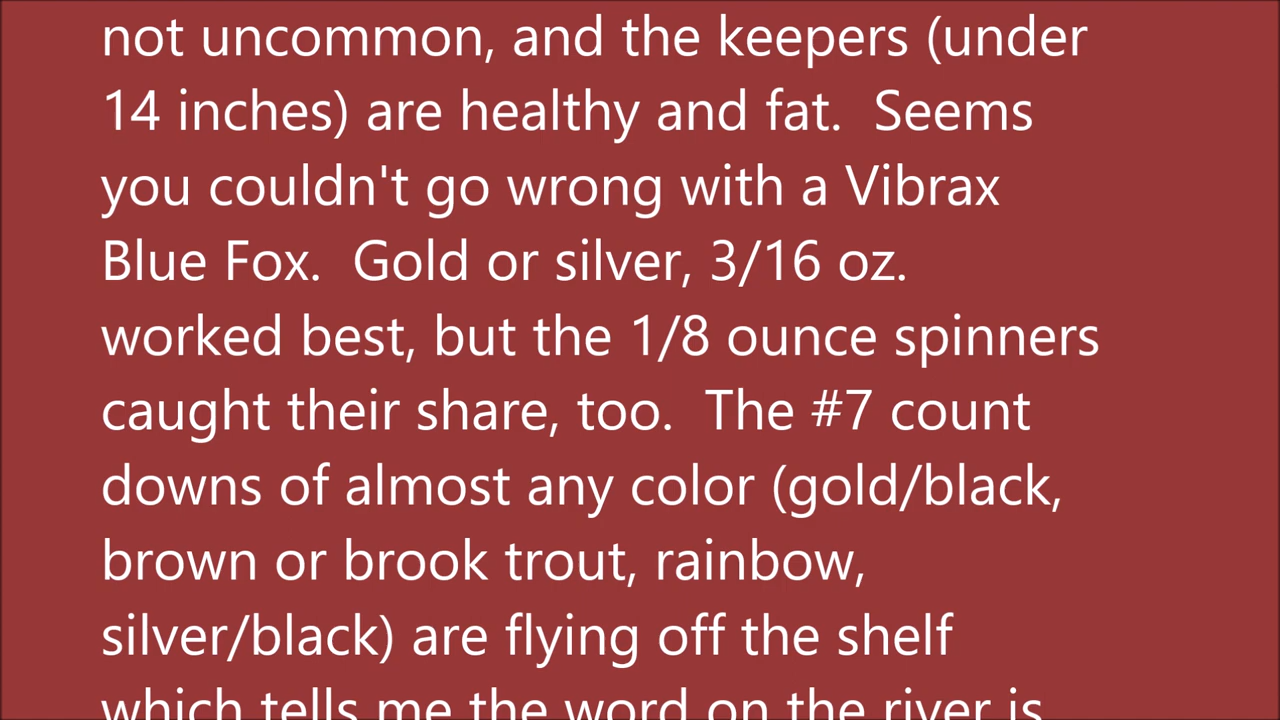 not uncommon, and the keepers (under
14 inches) are healthy and fat.  Seems
you couldn't go wrong with a Vibrax
Blue Fox.  Gold or silver, 3/16 oz.
worked best, but the 1/8 ounce spinners
caught their share, too.  The #7 count
downs of almost any color (gold/black,
brown or brook trout, rainbow,
silver/black) are flying off the shelf
which tells me the word on the river is